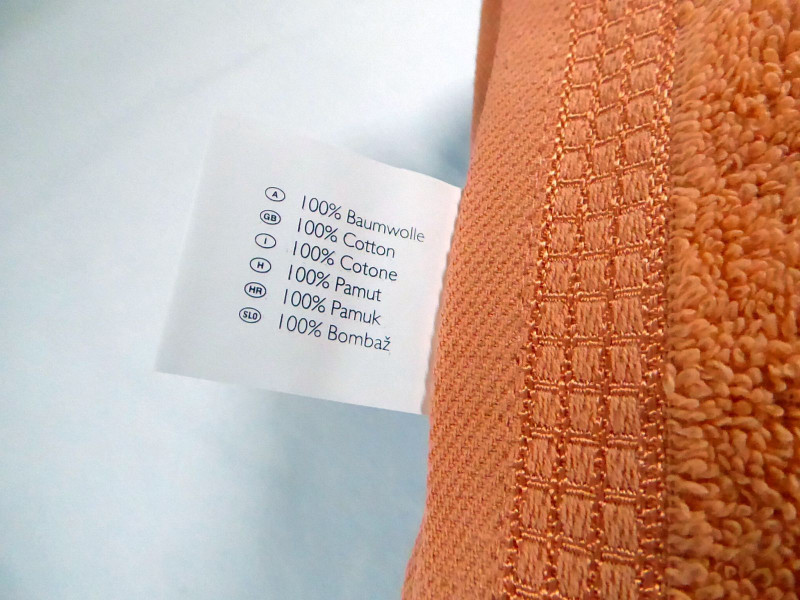 A 100% Baumwolle
GB 100% Cotton
I 100% Cotone
H 100% Pamut
HR 100% Pamuk
SLO 100% Bombaž